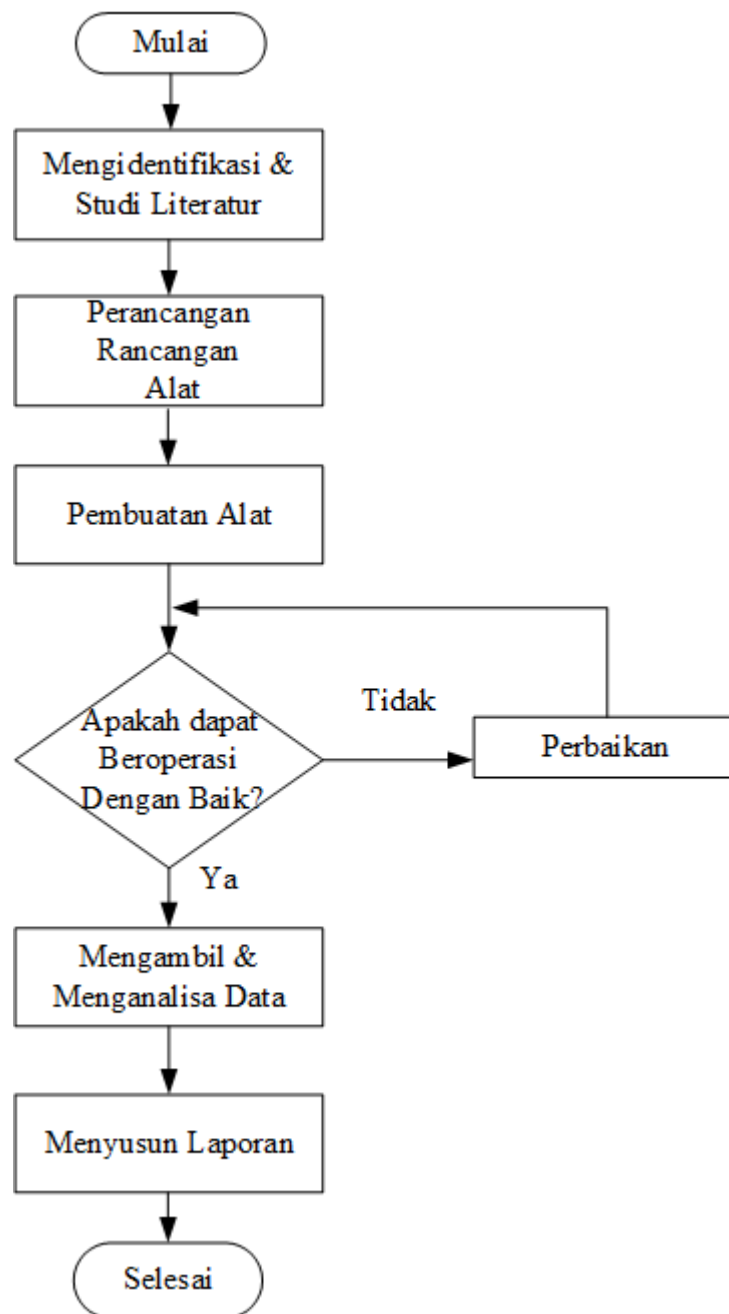 Mulai
Mengidentifikasi &
Studi Literatur
Perancangan
Rancangan
Alat
Pembuatan Alat
Apakah dapat
Beroperasi
Dengan Baik?
Tidak
Perbaikan
Ya
Mengambil &
Menganalisa Data
Menyusun Laporan
Selesai